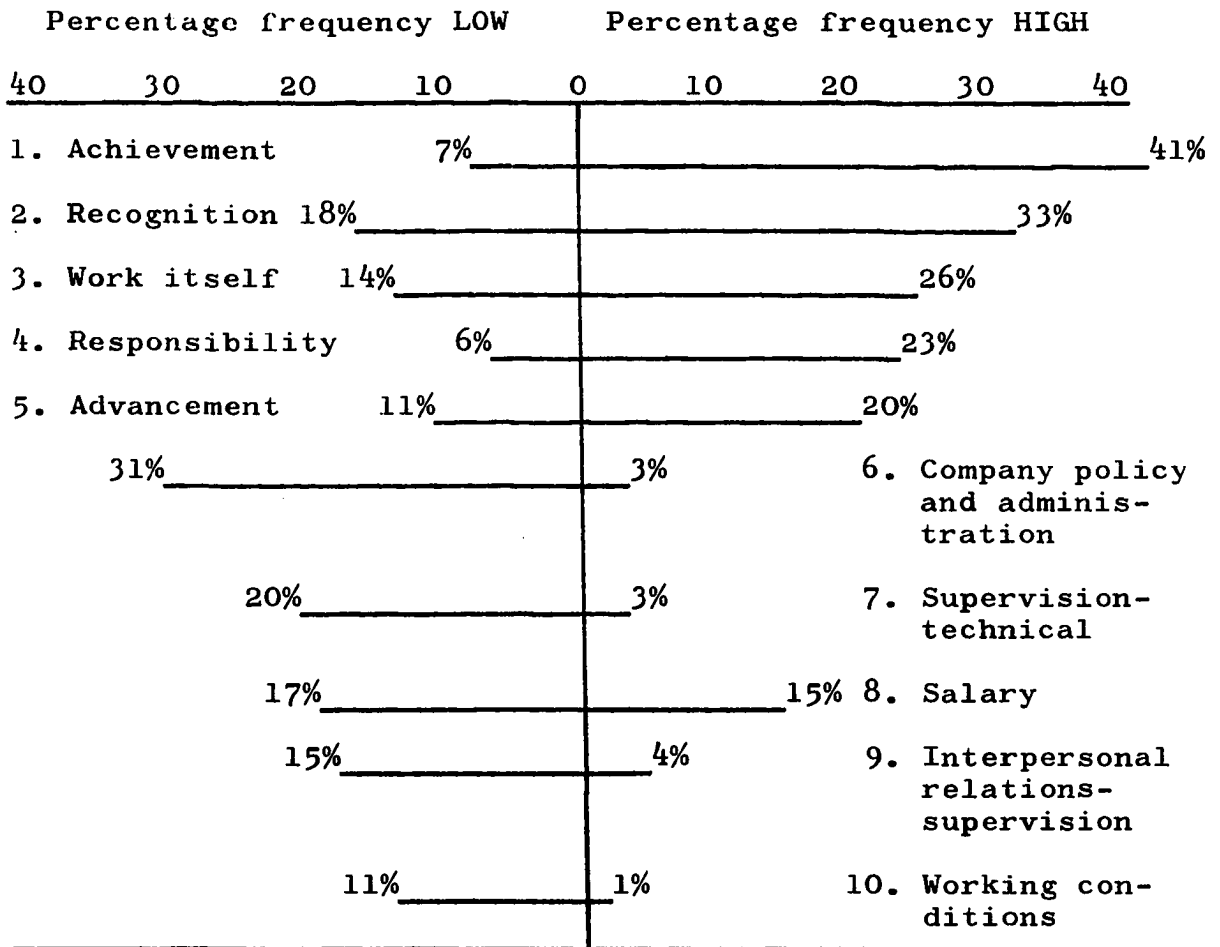 Percentage frequency LOW Percentage frequency HIGH
40 30 20 10 0 10 20 30 40
1. Achievement 7% 41%
2. Recognition 18% 33%
3. Work itself 14% 26%
4. Responsibility 6% 23%
5. Advancement 11% 20%
31% 3% 6. Company policy
and adminis-
tration
20% 3% 7. Supervision-
technical
17% 15% 8. Salary
15% 4% 9. Interpersonal
relations-
supervision
11% 1% 10. Working con-
ditions